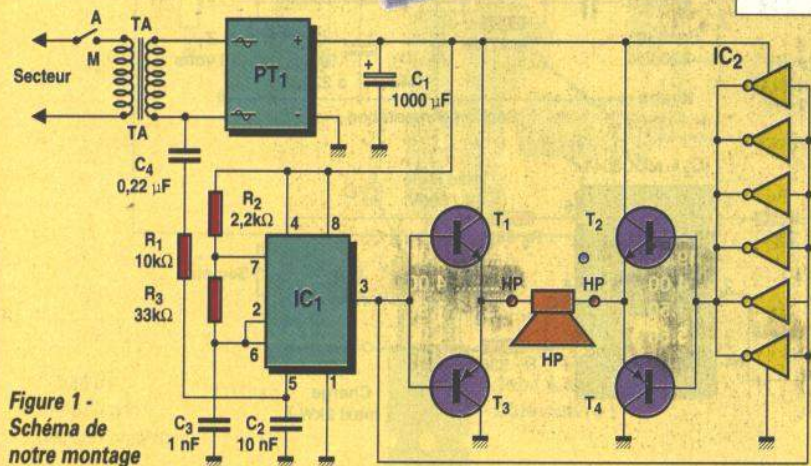 A
TA
Secteur
M
TA
PT1
+
-
+
C1
1000 µF
IC2
C4
0,22 µF
R2
2,2kΩ
R1
10kΩ
R3
33kΩ
4
8
7
IC1
3
2
6
5
1
C3
1 nF
C2
10 nF
T1
T2
HP
HP
HP
T3
T4
Figure 1 -
Schéma de
notre montage